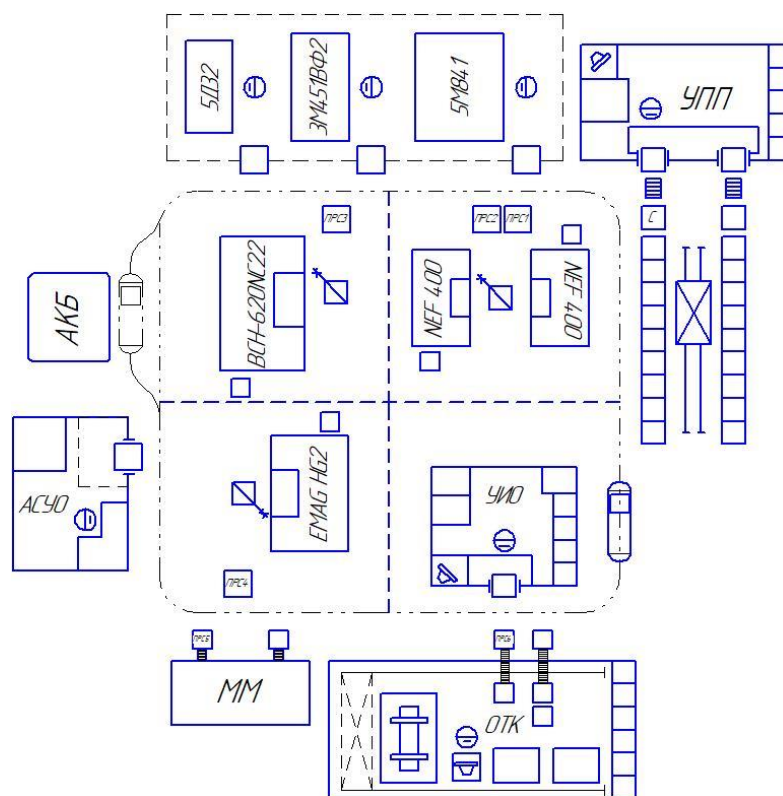 5Д32
3М451ВФ2
5М841
УПП
ПРС3
ПРС2
ПРС1
С
ВСН-620NC22
NEF 400
NEF 400
АКБ
АСУО
EMAG HG2
УИО
ПРС4
ПРС5
ПРС6
ММ
ОТК